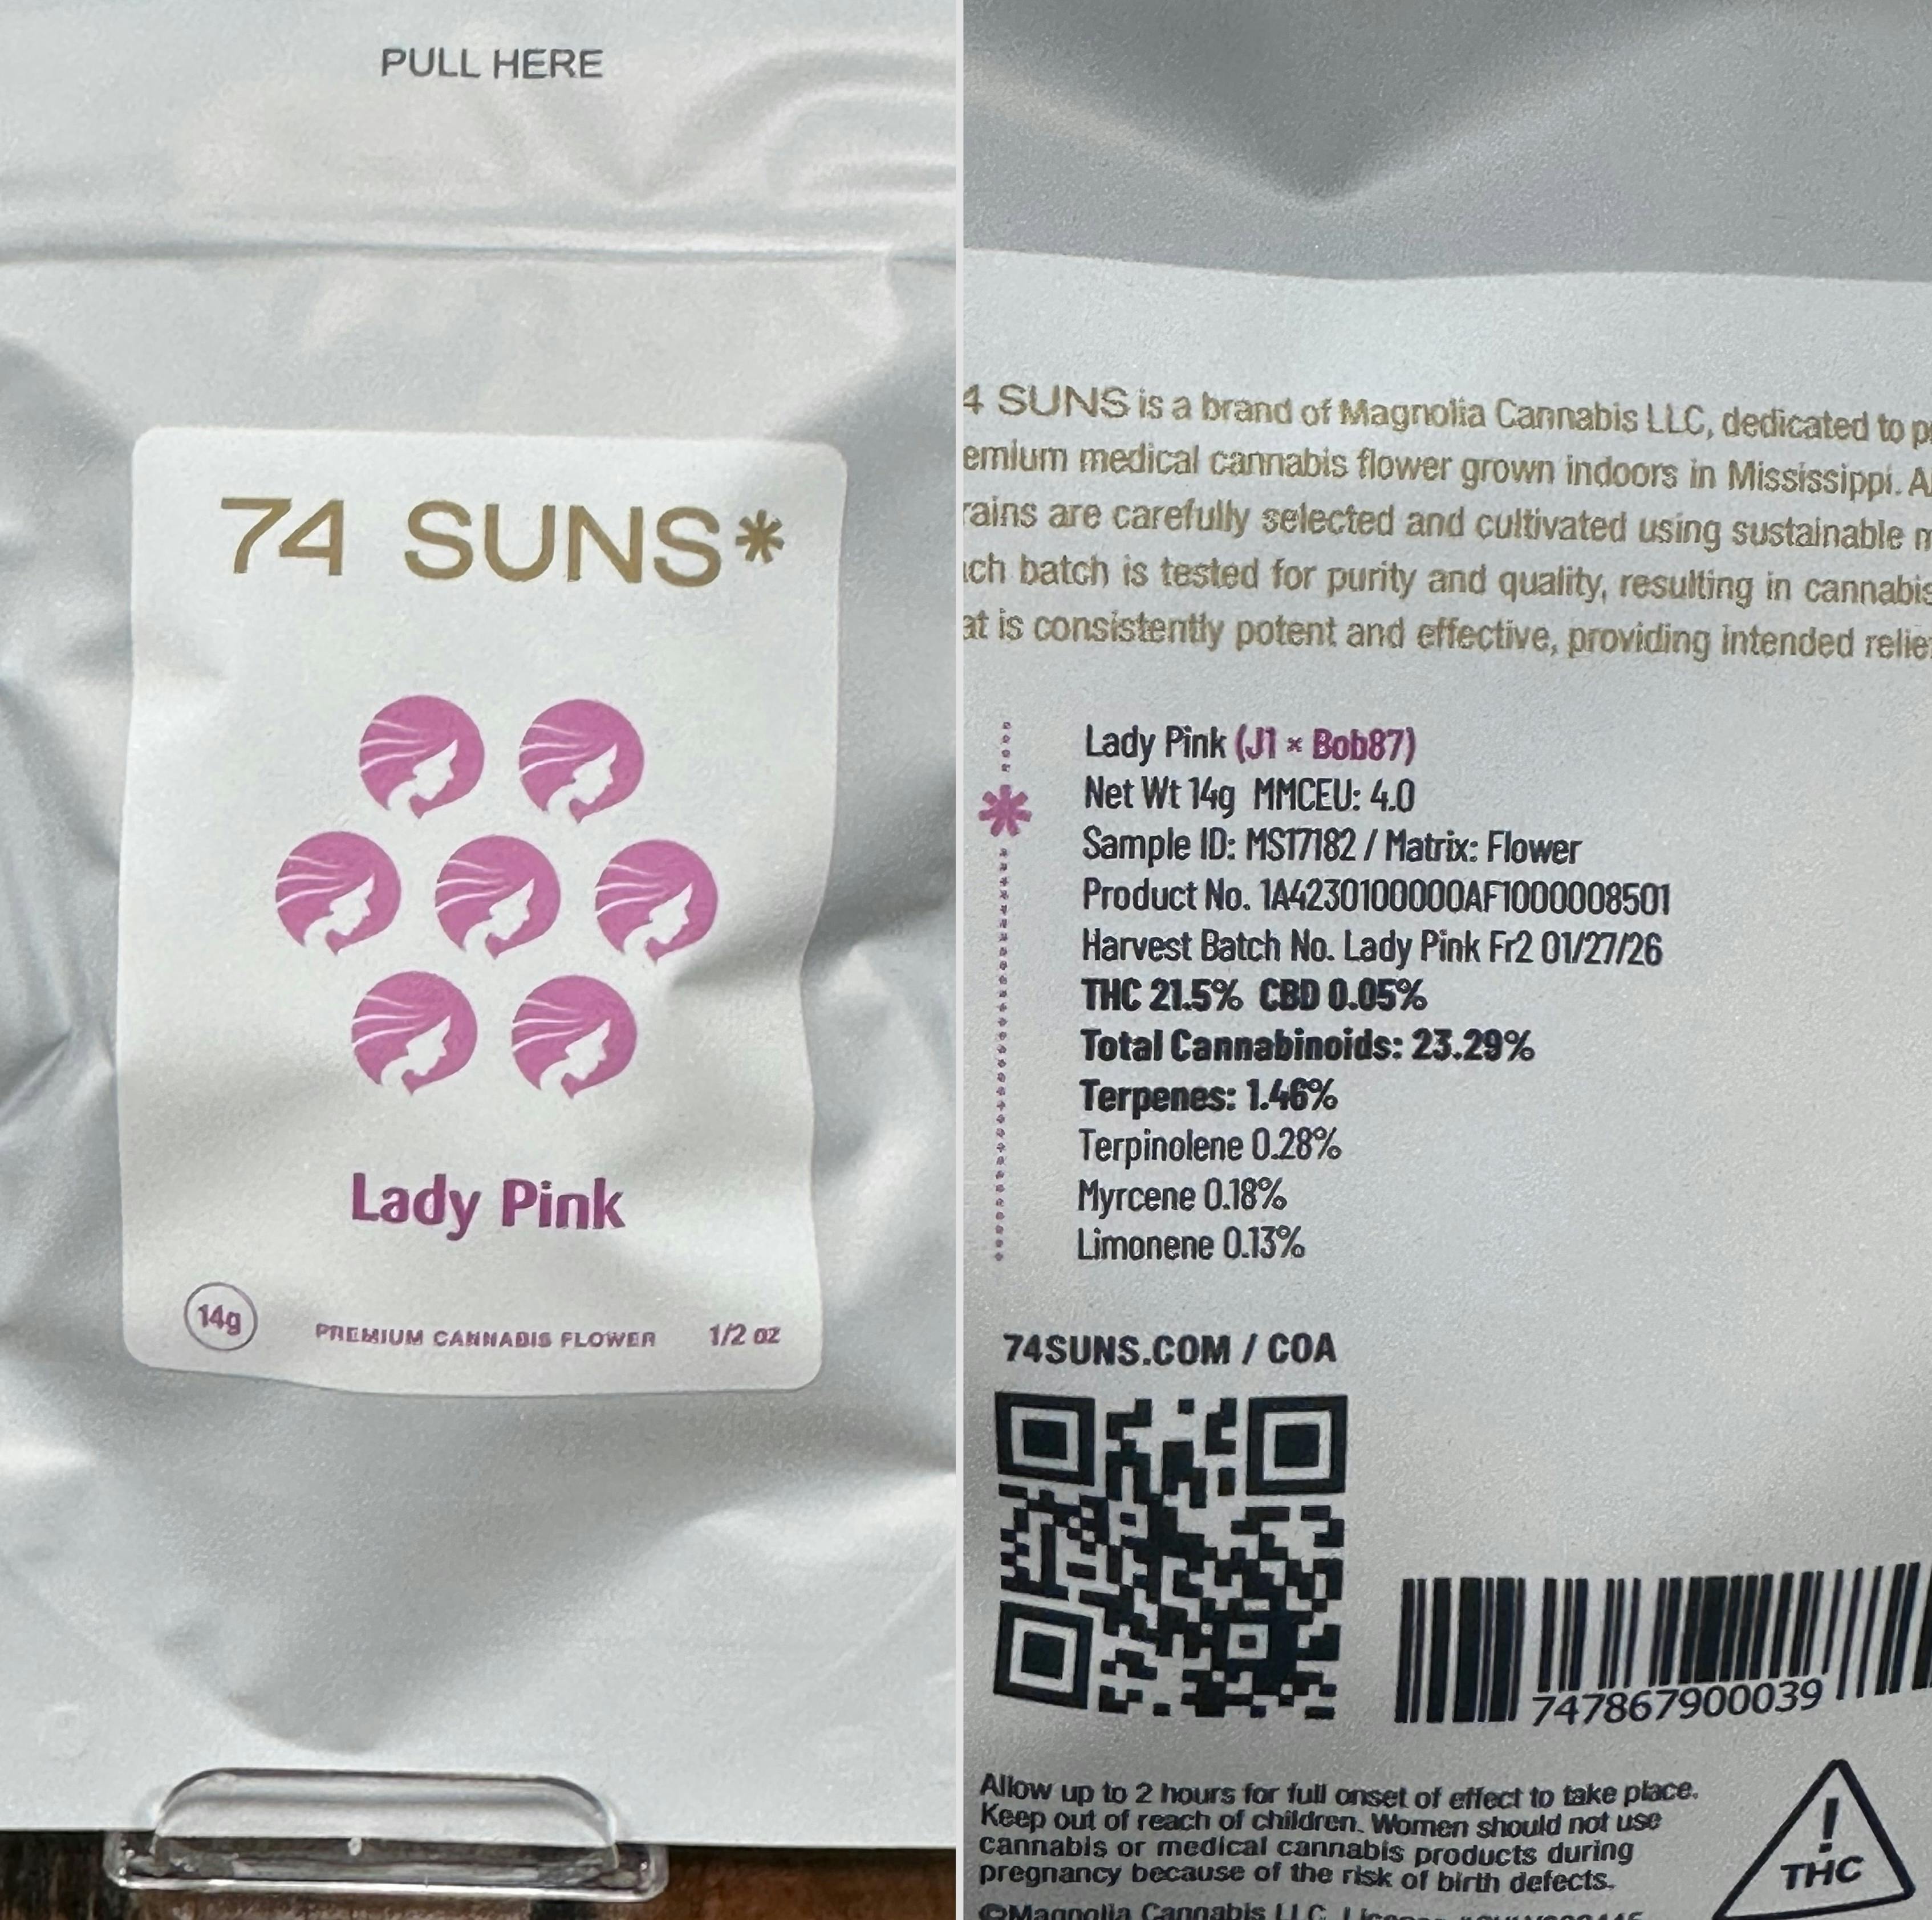 PULL HERE
74 SUNS*
Lady Pink
14g
PREMIUM CANNABIS FLOWER
1/2 oz
4 SUNS is a brand of Magnolia Cannabis LLC, dedicated to p
emium medical cannabis flower grown indoors in Mississippi. A
rains are carefully selected and cultivated using sustainable m
ch batch is tested for purity and quality, resulting in cannabis
at is consistently potent and effective, providing intended relie
Lady Pink (J1 × Bob87)
Net Wt 14g MMCEU: 4.0
Sample ID: MS17182 / Matrix: Flower
Product No. 1A4230100000AF1000008501
Harvest Batch No. Lady Pink Fr2 01/27/26
THC 21.5% CBD 0.05%
Total Cannabinoids: 23.29%
Terpenes: 1.46%
Terpinolene 0.28%
Myrcene 0.18%
Limonene 0.13%
74SUNS.COM / COA
747867900039
Allow up to 2 hours for full onset of effect to take place.
Keep out of reach of children. Women should not use
cannabis or medical cannabis products during
pregnancy because of the risk of birth defects.
! THC
©Magnolia Cannabis LLC